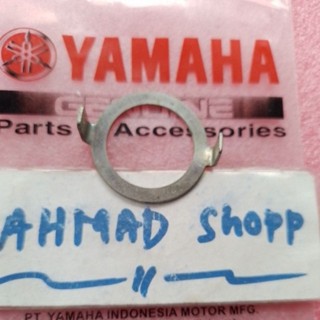 YAMAHA
GENUINE
Parts & Accessories
AHMAD Shopp
PT. YAMAHA INDONESIA MOTOR MFG.